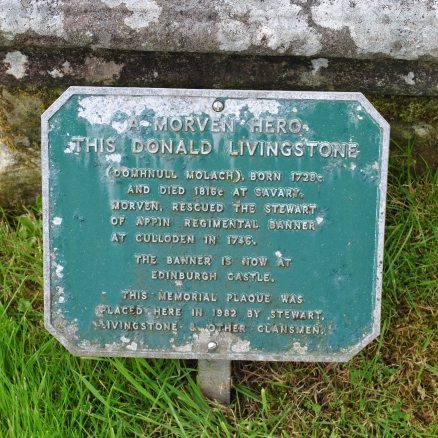 A MORVEN HERO
THIS DONALD LIVINGSTONE
(DOMHNULL MOLACH), BORN 1728c
AND DIED 1816c AT SAVARY,
MORVEN, RESCUED THE STEWART
OF APPIN REGIMENTAL BANNER
AT CULLODEN IN 1746.
THE BANNER IS NOW AT
EDINBURGH CASTLE.
THIS MEMORIAL PLAQUE WAS
PLACED HERE IN 1982 BY STEWART,
LIVINGSTONE & OTHER CLANSMEN.